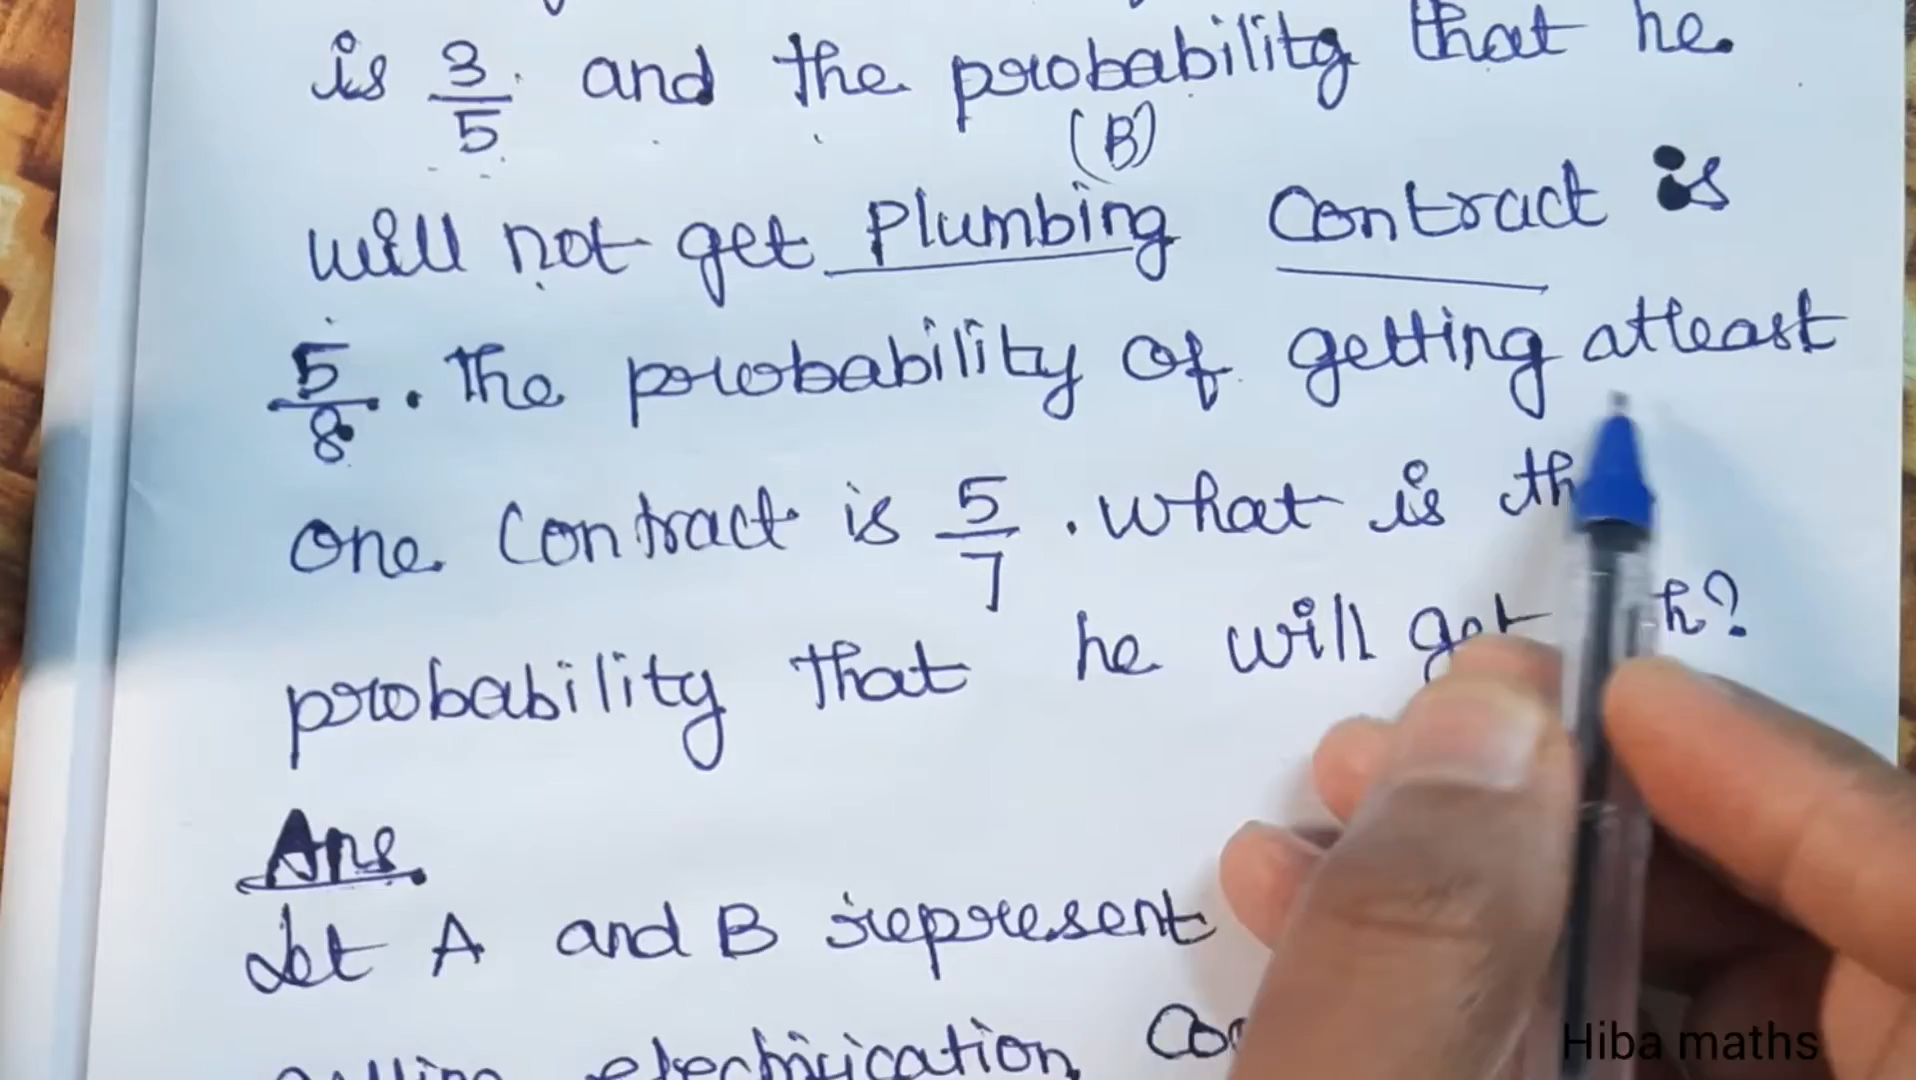 is 3/5 and the probability that he
(B)
will not get Plumbing Contract is
5/8. The probability of getting atleast
one Contract is 5/7. What is
probability that he will get
Ans
Let A and B represent
electrification
Hiba maths